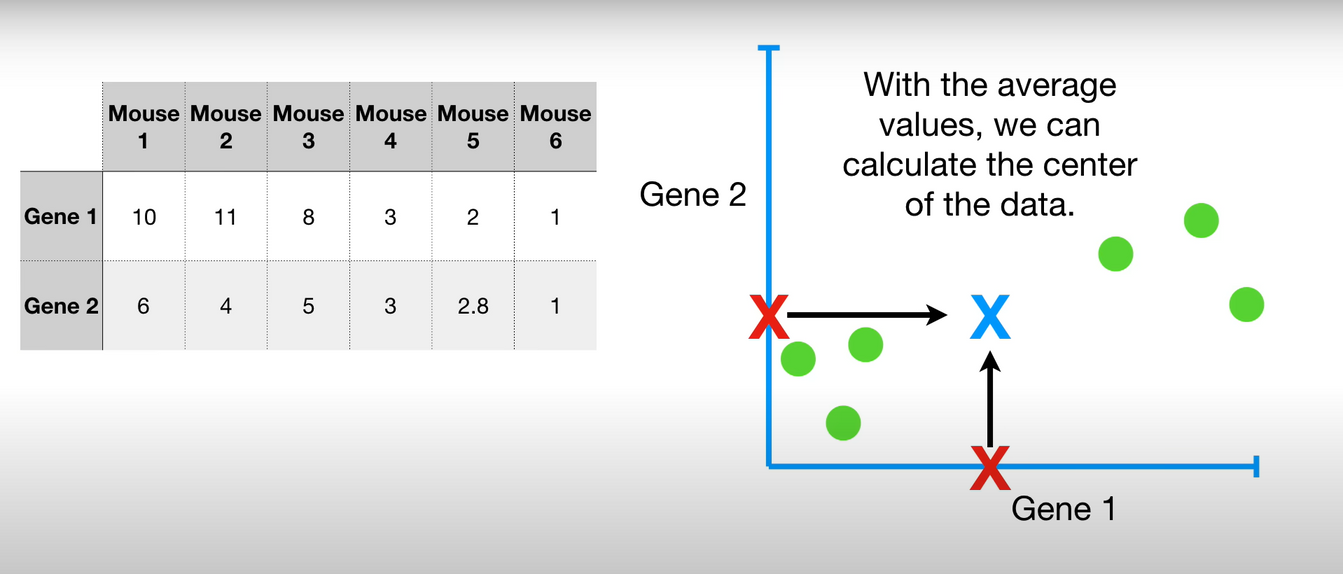 Mouse 1 Mouse 2 Mouse 3 Mouse 4 Mouse 5 Mouse 6
Gene 1 10 11 8 3 2 1
Gene 2 6 4 5 3 2.8 1
With the average
values, we can
calculate the center
of the data.
Gene 2
X X
X
Gene 1